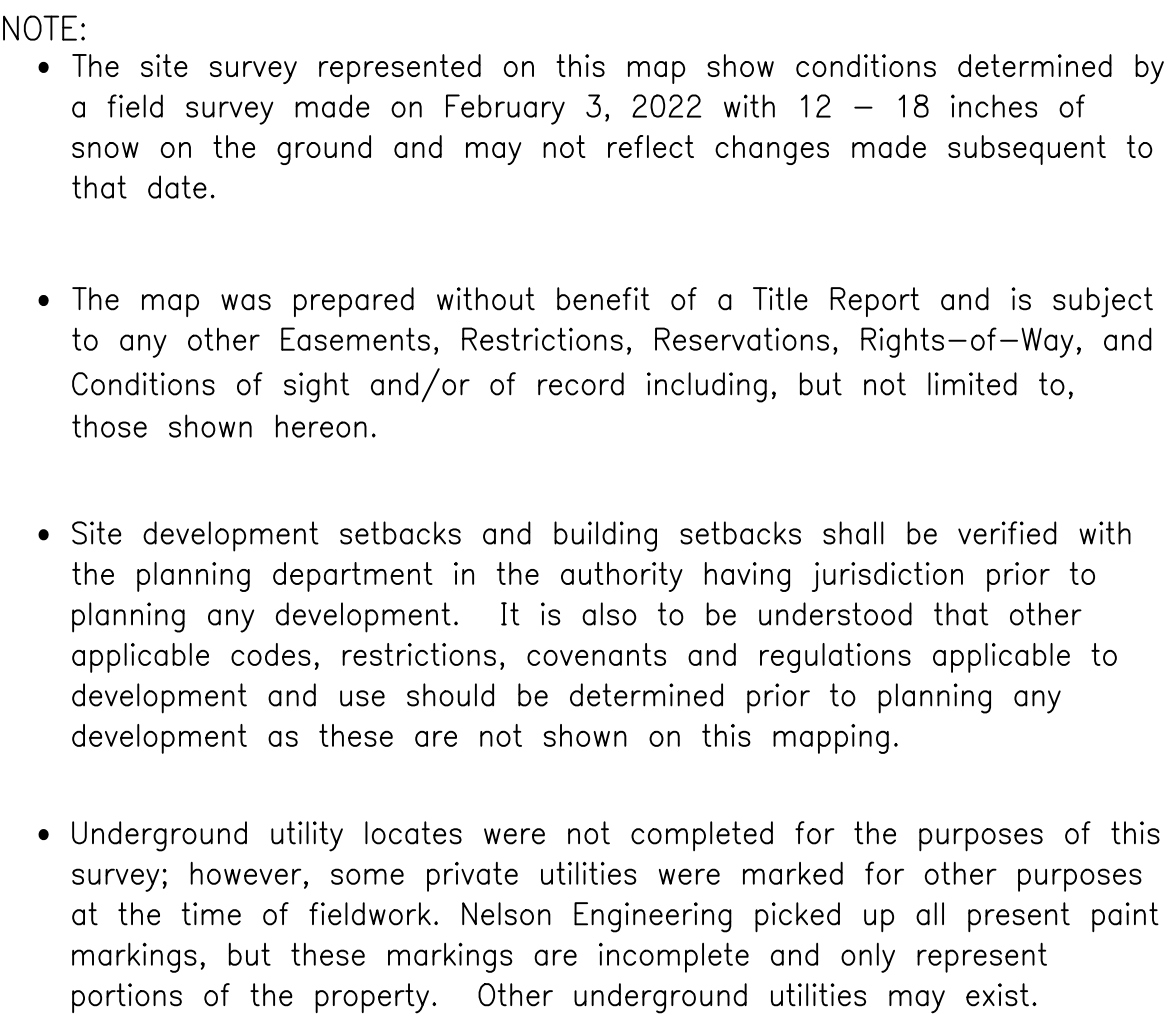 NOTE:
• The site survey represented on this map show conditions determined by
a field survey made on February 3, 2022 with 12 – 18 inches of
snow on the ground and may not reflect changes made subsequent to
that date.
• The map was prepared without benefit of a Title Report and is subject
to any other Easements, Restrictions, Reservations, Rights–of–Way, and
Conditions of sight and/or of record including, but not limited to,
those shown hereon.
• Site development setbacks and building setbacks shall be verified with
the planning department in the authority having jurisdiction prior to
planning any development.  It is also to be understood that other
applicable codes, restrictions, covenants and regulations applicable to
development and use should be determined prior to planning any
development as these are not shown on this mapping.
• Underground utility locates were not completed for the purposes of this
survey; however, some private utilities were marked for other purposes
at the time of fieldwork. Nelson Engineering picked up all present paint
markings, but these markings are incomplete and only represent
portions of the property.  Other underground utilities may exist.